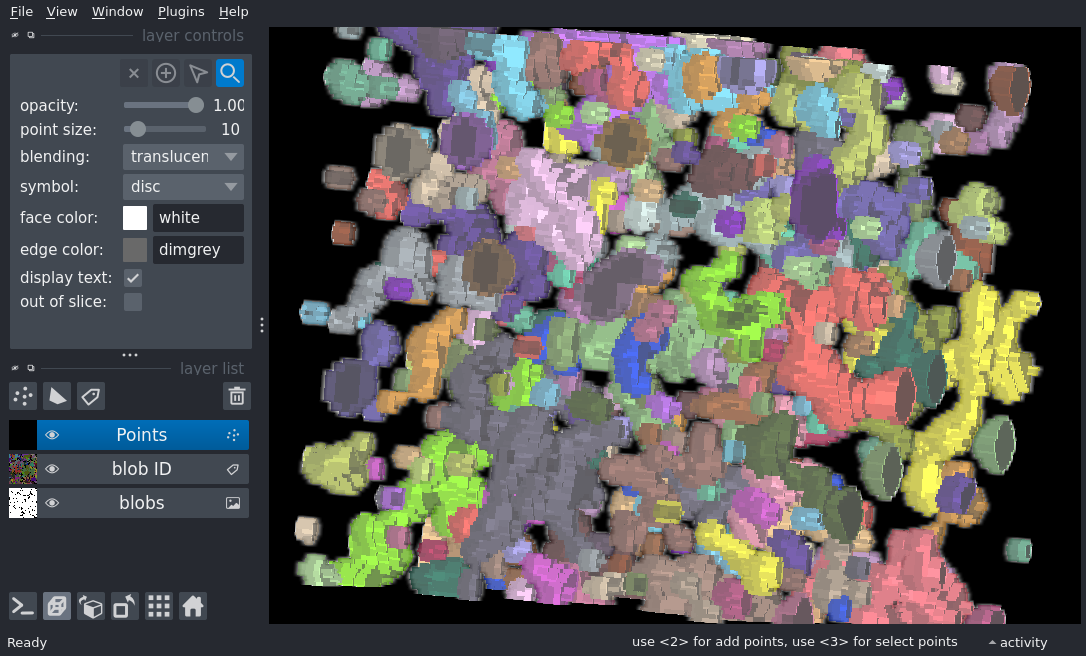 File View Window Plugins Help
layer controls
opacity: 1.00
point size: 10
blending: translucen
symbol: disc
face color: white
edge color: dimgrey
display text:
out of slice:
layer list
Points
blob ID
blobs
Ready
use <2> for add points, use <3> for select points
activity